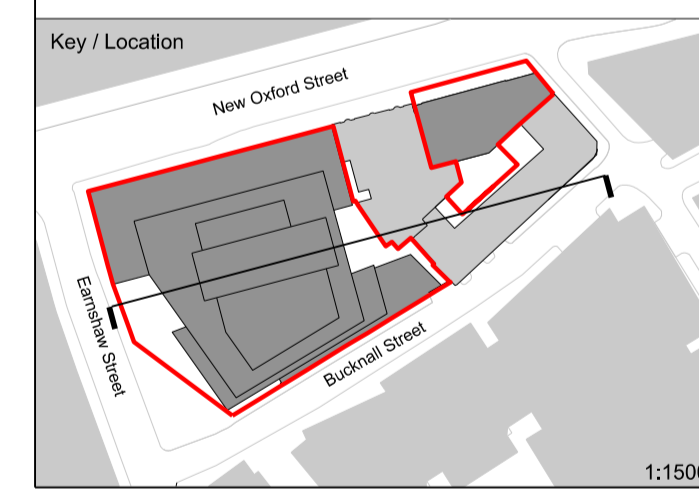 Key / Location
New Oxford Street
Earnshaw Street
Bucknall Street
1:1500